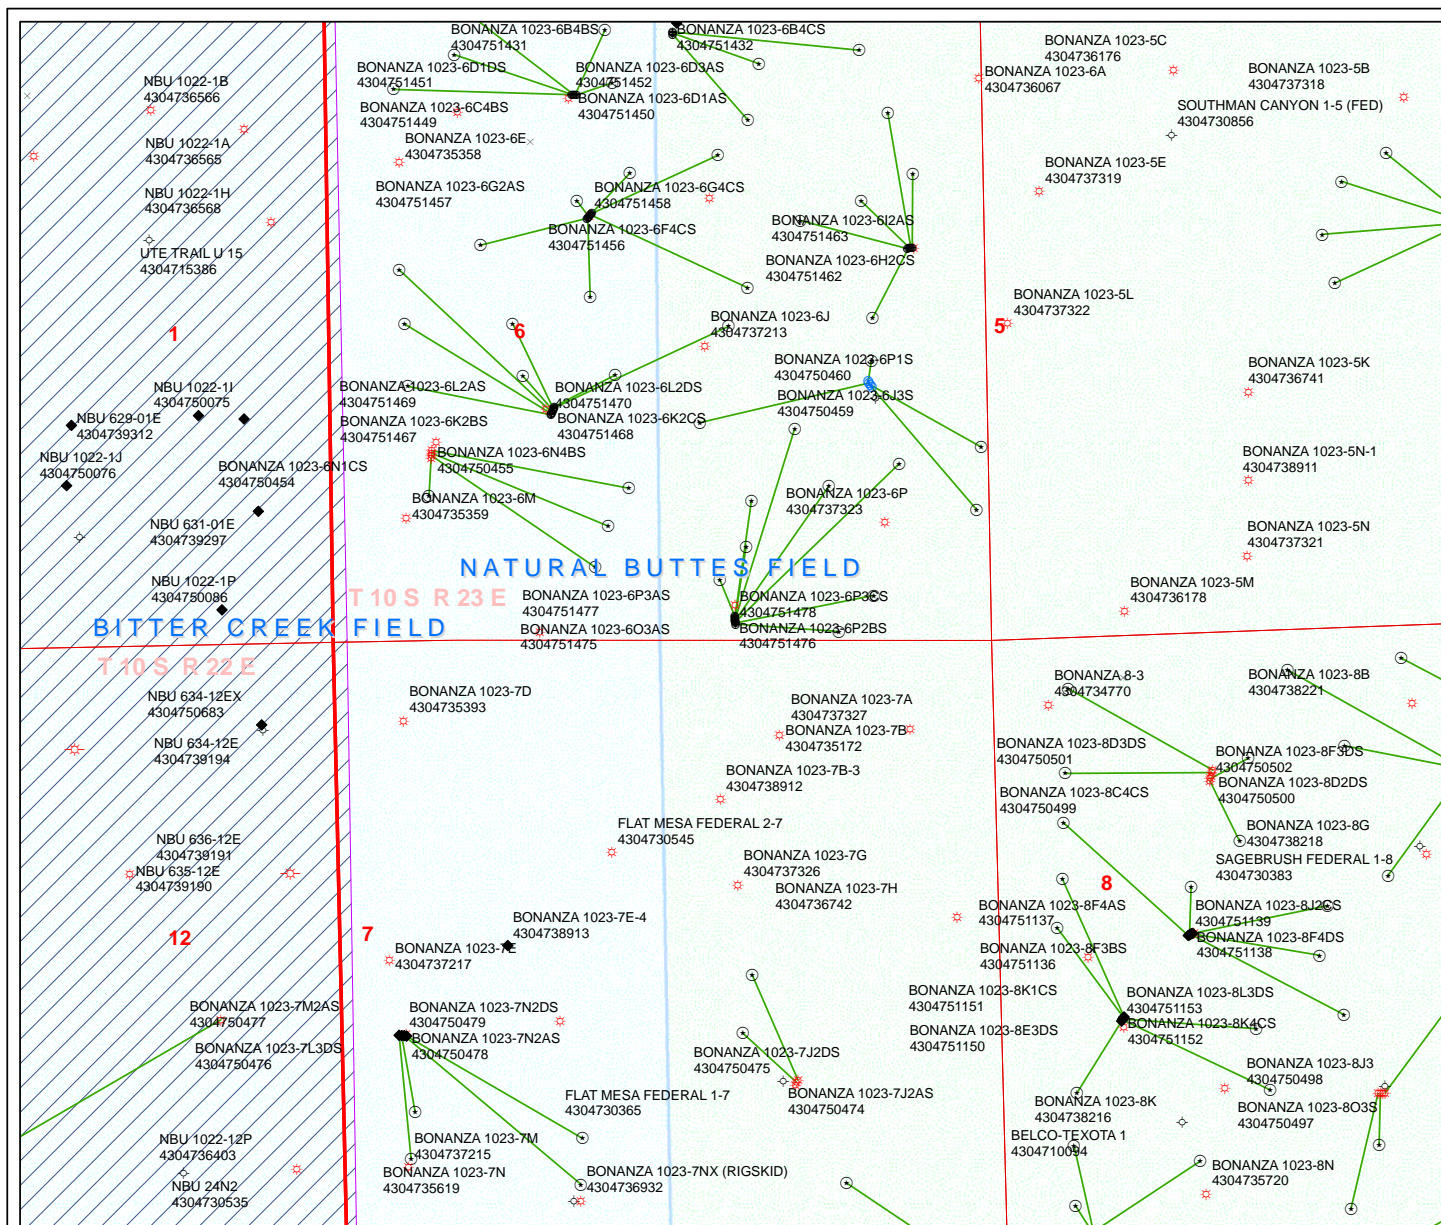 BONANZA 1023-6B4BS
4304751431
BONANZA 1023-6B4CS
4304751432
BONANZA 1023-5C
4304736176
BONANZA 1023-6D1DS
4304751451
BONANZA 1023-6D3AS
4304751452
BONANZA 1023-6A
4304736067
BONANZA 1023-5B
4304737318
NBU 1022-1B
4304736566
BONANZA 1023-6D1AS
4304751450
BONANZA 1023-6C4BS
4304751449
SOUTHMAN CANYON 1-5 (FED)
4304730856
NBU 1022-1A
4304736565
BONANZA 1023-6E
4304735358
BONANZA 1023-5E
4304737319
NBU 1022-1H
4304736568
BONANZA 1023-6G2AS
4304751457
BONANZA 1023-6G4CS
4304751458
BONANZA 1023-6F4CS
4304751456
BONANZA 1023-6I2AS
4304751463
UTE TRAIL U 15
4304715386
BONANZA 1023-6H2CS
4304751462
BONANZA 1023-5L
4304737322
1
6
BONANZA 1023-6J
4304737213
5
BONANZA 1023-6P1S
4304750460
BONANZA 1023-5K
4304736741
NBU 1022-1I
4304750075
BONANZA 1023-6L2AS
4304751469
BONANZA 1023-6L2DS
4304751470
BONANZA 1023-6J3S
4304750459
NBU 629-01E
4304739312
BONANZA 1023-6K2BS
4304751467
BONANZA 1023-6K2CS
4304751468
NBU 1022-1J
4304750076
BONANZA 1023-6N1CS
4304750454
BONANZA 1023-6N4BS
4304750455
BONANZA 1023-5N-1
4304738911
BONANZA 1023-6M
4304735359
BONANZA 1023-6P
4304737323
NBU 631-01E
4304739297
BONANZA 1023-5N
4304737321
NATURAL BUTTES FIELD
NBU 1022-1P
4304750086
T 10 S R 23 E
BONANZA 1023-6P3AS
4304751477
BONANZA 1023-6P3CS
4304751478
BONANZA 1023-5M
4304736178
BITTER CREEK FIELD
BONANZA 1023-6O3AS
4304751475
BONANZA 1023-6P2BS
4304751476
T 10 S R 22 E
NBU 634-12EX
4304750683
BONANZA 1023-7D
4304735393
BONANZA 1023-7A
4304737327
BONANZA 8-3
4304734770
BONANZA 1023-8B
4304738221
BONANZA 1023-7B
4304735172
NBU 634-12E
4304739194
BONANZA 1023-8D3DS
4304750501
BONANZA 1023-8F3DS
4304750502
BONANZA 1023-7B-3
4304738912
BONANZA 1023-8D2DS
4304750500
BONANZA 1023-8C4CS
4304750499
FLAT MESA FEDERAL 2-7
4304730545
BONANZA 1023-8G
4304738218
NBU 636-12E
4304739191
BONANZA 1023-7G
4304737326
SAGEBRUSH FEDERAL 1-8
4304730383
NBU 635-12E
4304739190
BONANZA 1023-7H
4304736742
8
BONANZA 1023-8F4AS
4304751137
BONANZA 1023-8J2CS
4304751139
12
7
BONANZA 1023-7E-4
4304738913
BONANZA 1023-7E
4304737217
BONANZA 1023-8F3BS
4304751136
BONANZA 1023-8F4DS
4304751138
BONANZA 1023-7M2AS
4304750477
BONANZA 1023-7N2DS
4304750479
BONANZA 1023-8K1CS
4304751151
BONANZA 1023-8L3DS
4304751153
BONANZA 1023-7N2AS
4304750478
BONANZA 1023-8K4CS
4304751152
BONANZA 1023-7L3DS
4304750476
BONANZA 1023-7J2DS
4304750475
BONANZA 1023-8E3DS
4304751150
BONANZA 1023-8J3
4304750498
FLAT MESA FEDERAL 1-7
4304730365
BONANZA 1023-7J2AS
4304750474
BONANZA 1023-8K
4304738216
BONANZA 1023-8O3S
4304750497
NBU 1022-12P
4304736403
BONANZA 1023-7M
4304737215
BELCO-TEXOTA 1
4304710094
BONANZA 1023-7N
4304735619
BONANZA 1023-7NX (RIGSKID)
4304736932
BONANZA 1023-8N
4304735720
NBU 24N2
4304730535